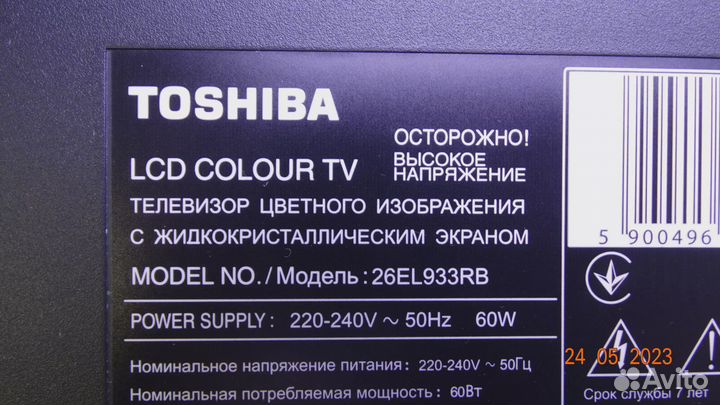 TOSHIBA
ОСТОРОЖНО!
ВЫСОКОЕ
НАПРЯЖЕНИЕ
LCD COLOUR TV
ТЕЛЕВИЗОР ЦВЕТНОГО ИЗОБРАЖЕНИЯ
С ЖИДКОКРИСТАЛЛИЧЕСКИМ ЭКРАНОМ
MODEL NO./Модель: 26EL933RB
POWER SUPPLY: 220-240V ~ 50Hz 60W
Номинальное напряжение питания: 220-240V ~ 50Гц
Номинальная потребляемая мощность: 60Вт
5 900496
24 05 2023
Срок службы 7 лет
Avito